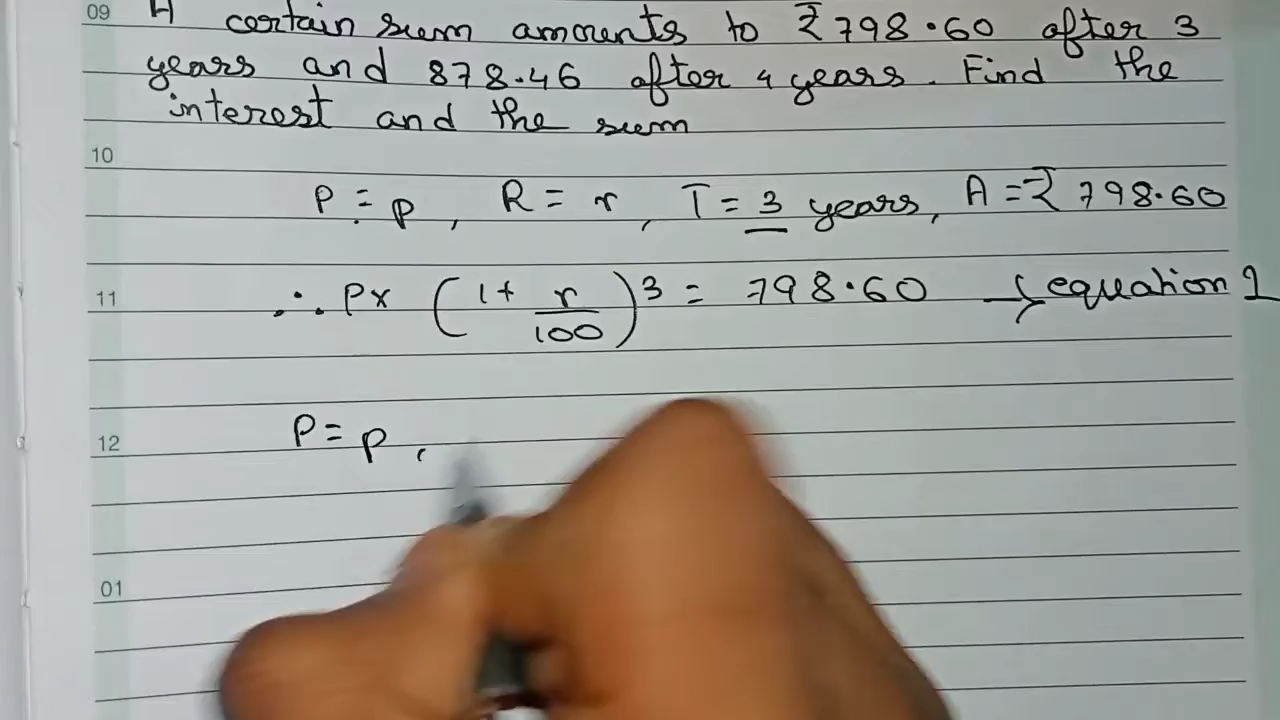 09
A certain sum amounts to ₹798.60 after 3
years and 878.46 after 4 years. Find the
interest and the sum
10
P = p, R = r, T = 3 years, A = ₹798.60
11
∴ P× (1 + r/100)³ = 798.60 → equation 1
12
P = p,
01